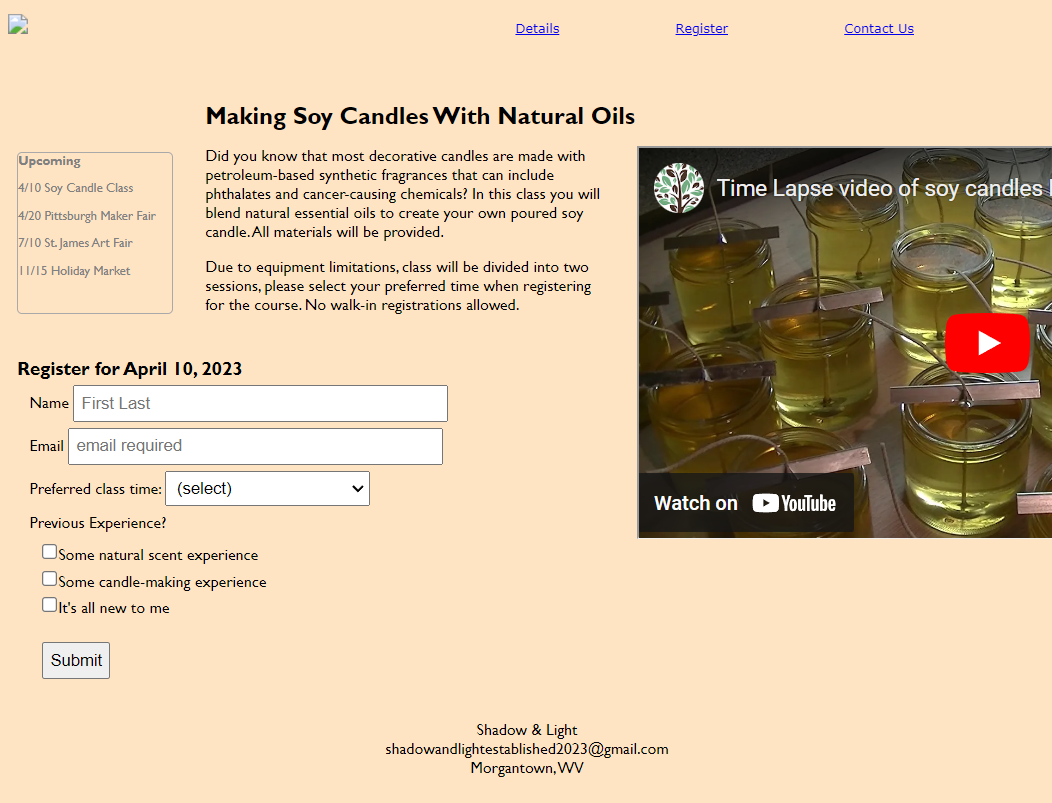 Details Register Contact Us
Making Soy Candles With Natural Oils
Upcoming
4/10 Soy Candle Class
4/20 Pittsburgh Maker Fair
7/10 St. James Art Fair
11/15 Holiday Market
Did you know that most decorative candles are made with
petroleum-based synthetic fragrances that can include
phthalates and cancer-causing chemicals? In this class you will
blend natural essential oils to create your own poured soy
candle. All materials will be provided.
Due to equipment limitations, class will be divided into two
sessions, please select your preferred time when registering
for the course. No walk-in registrations allowed.
Time Lapse video of soy candles
Watch on YouTube
Register for April 10, 2023
Name First Last
Email email required
Preferred class time: (select)
Previous Experience?
Some natural scent experience
Some candle-making experience
It's all new to me
Submit
Shadow & Light
shadowandlightestablished2023@gmail.com
Morgantown, WV